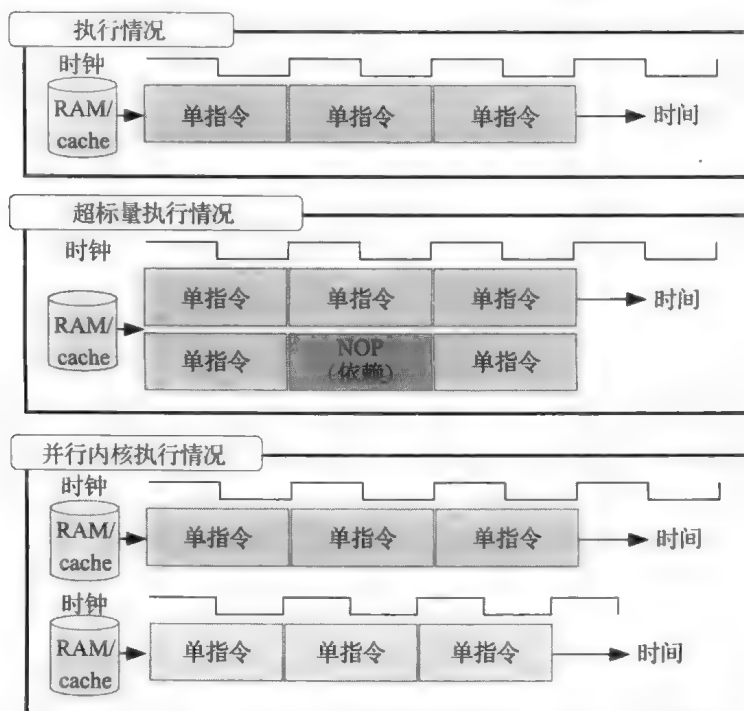 执行情况
时钟
RAM/
cache
单指令 单指令 单指令
时间
超标量执行情况
时钟
单指令 单指令 单指令
时间
RAM/
cache
单指令
NOP
(依赖)
单指令
并行内核执行情况
时钟
RAM/
cache
单指令 单指令 单指令
时间
时钟
RAM/
cache
单指令 单指令 单指令
时间